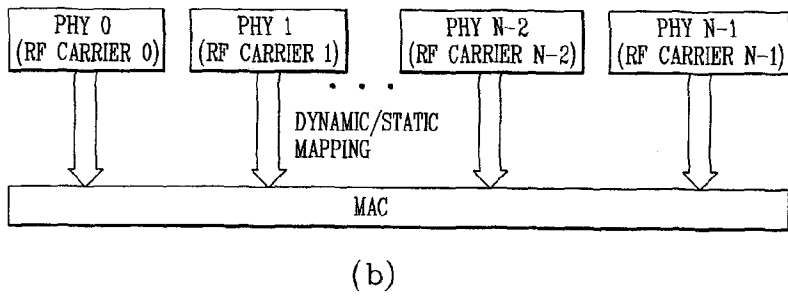 PHY 0
(RF CARRIER 0)
PHY 1
(RF CARRIER 1)
. . .
PHY N-2
(RF CARRIER N-2)
PHY N-1
(RF CARRIER N-1)
DYNAMIC/STATIC
MAPPING
MAC
(b)